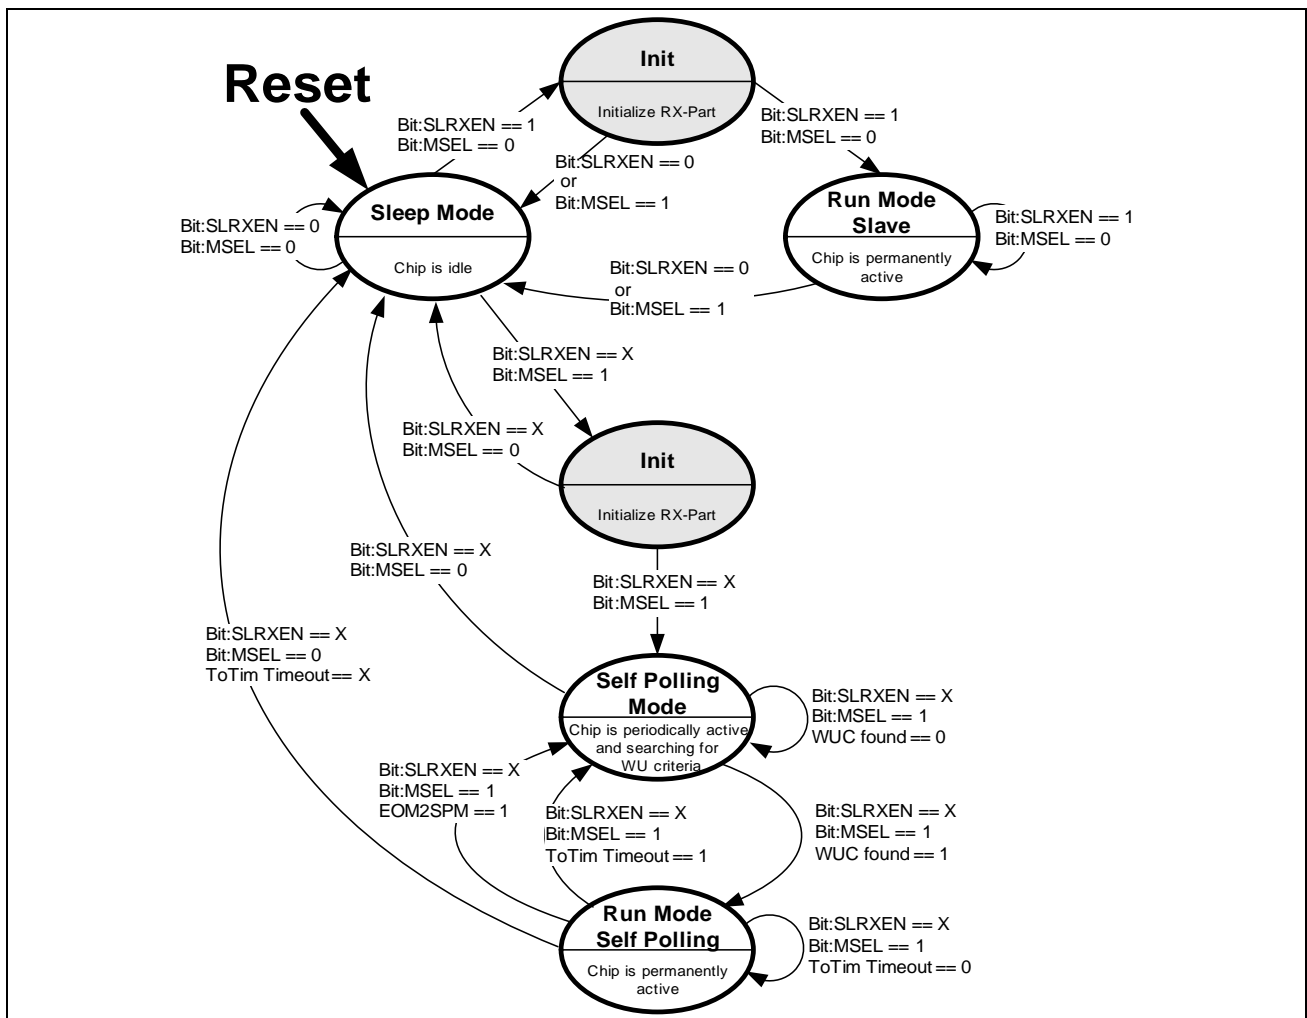 Reset
Init
Initialize RX-Part
Bit:SLRXEN == 1
Bit:MSEL == 0
Bit:SLRXEN == 1
Bit:MSEL == 0
Bit:SLRXEN == 0
or
Bit:MSEL == 1
Sleep Mode
Chip is idle
Bit:SLRXEN == 0
Bit:MSEL == 0
Run Mode
Slave
Chip is permanently
active
Bit:SLRXEN == 1
Bit:MSEL == 0
Bit:SLRXEN == 0
or
Bit:MSEL == 1
Bit:SLRXEN == X
Bit:MSEL == 1
Bit:SLRXEN == X
Bit:MSEL == 0
Init
Initialize RX-Part
Bit:SLRXEN == X
Bit:MSEL == 0
Bit:SLRXEN == X
Bit:MSEL == 1
Bit:SLRXEN == X
Bit:MSEL == 0
ToTim Timeout == X
Self Polling
Mode
Chip is periodically active
and searching for
WU criteria
Bit:SLRXEN == X
Bit:MSEL == 1
WUC found == 0
Bit:SLRXEN == X
Bit:MSEL == 1
EOM2SPM == 1
Bit:SLRXEN == X
Bit:MSEL == 1
ToTim Timeout == 1
Bit:SLRXEN == X
Bit:MSEL == 1
WUC found == 1
Run Mode
Self Polling
Chip is permanently
active
Bit:SLRXEN == X
Bit:MSEL == 1
ToTim Timeout == 0